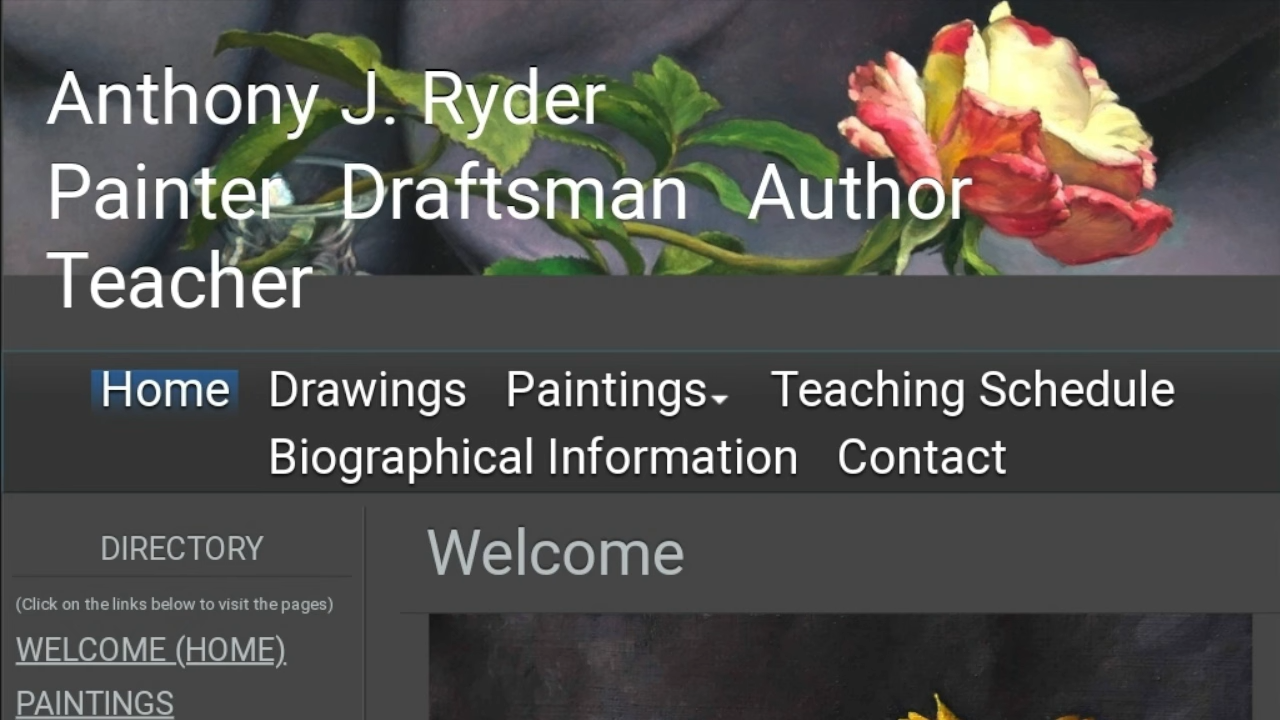 Anthony J. Ryder
Painter Draftsman Author
Teacher
Home Drawings Paintings Teaching Schedule
Biographical Information Contact
DIRECTORY
(Click on the links below to visit the pages)
WELCOME (HOME)
PAINTINGS
Welcome